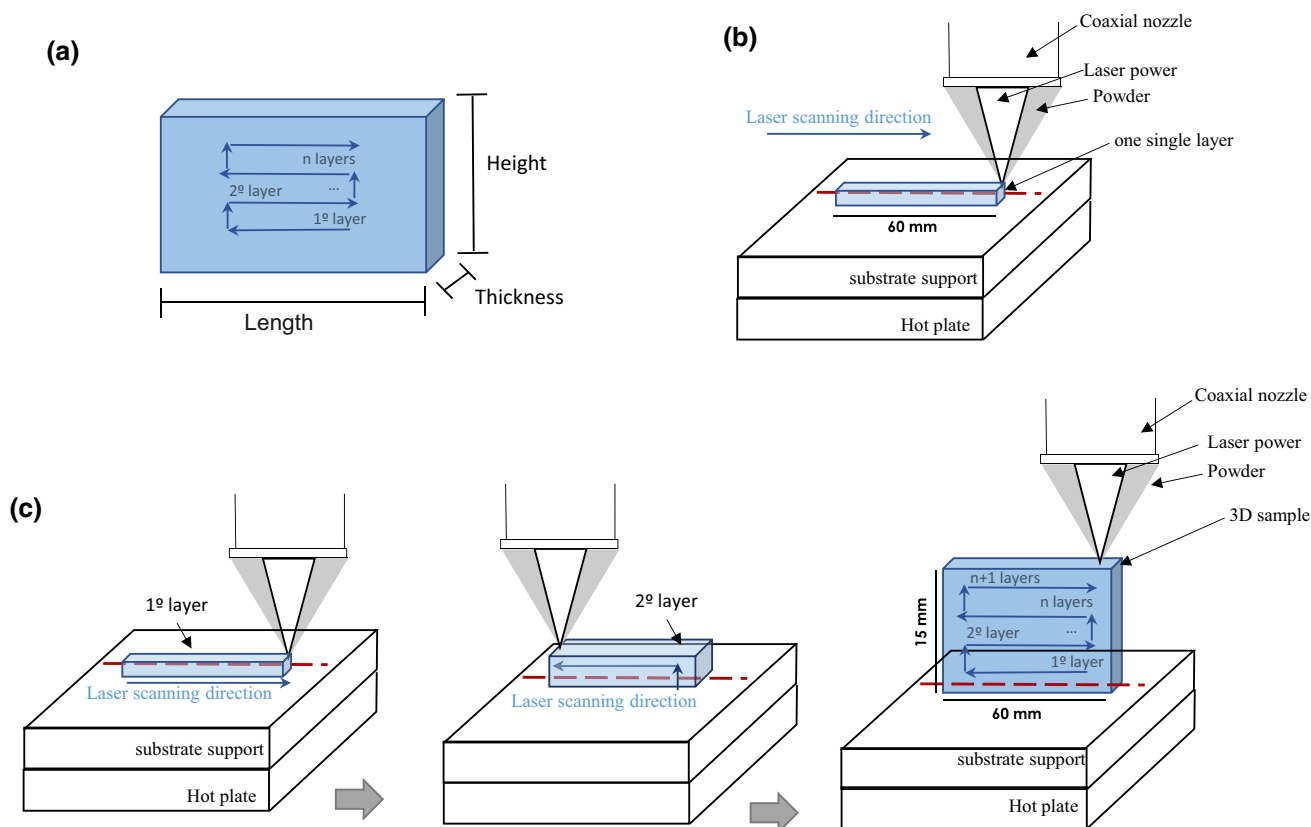 (a)
n layers
2º layer
...
1º layer
Height
Thickness
Length
(b)
Coaxial nozzle
Laser power
Powder
Laser scanning direction
one single layer
60 mm
substrate support
Hot plate
(c)
1º layer
Laser scanning direction
substrate support
Hot plate
2º layer
Laser scanning direction
Coaxial nozzle
Laser power
Powder
3D sample
n+1 layers
n layers
2º layer
...
1º layer
15 mm
60 mm
substrate support
Hot plate